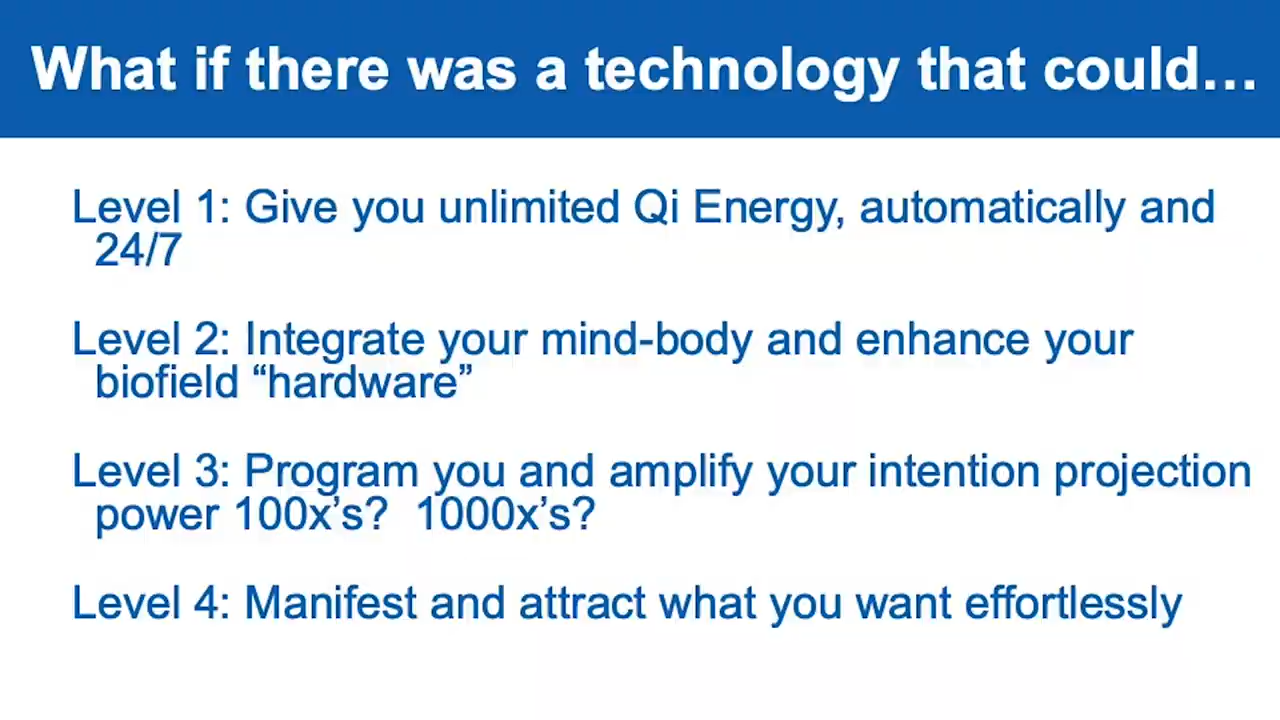 What if there was a technology that could…
Level 1: Give you unlimited Qi Energy, automatically and
24/7
Level 2: Integrate your mind-body and enhance your
biofield “hardware”
Level 3: Program you and amplify your intention projection
power 100x’s?  1000x’s?
Level 4: Manifest and attract what you want effortlessly